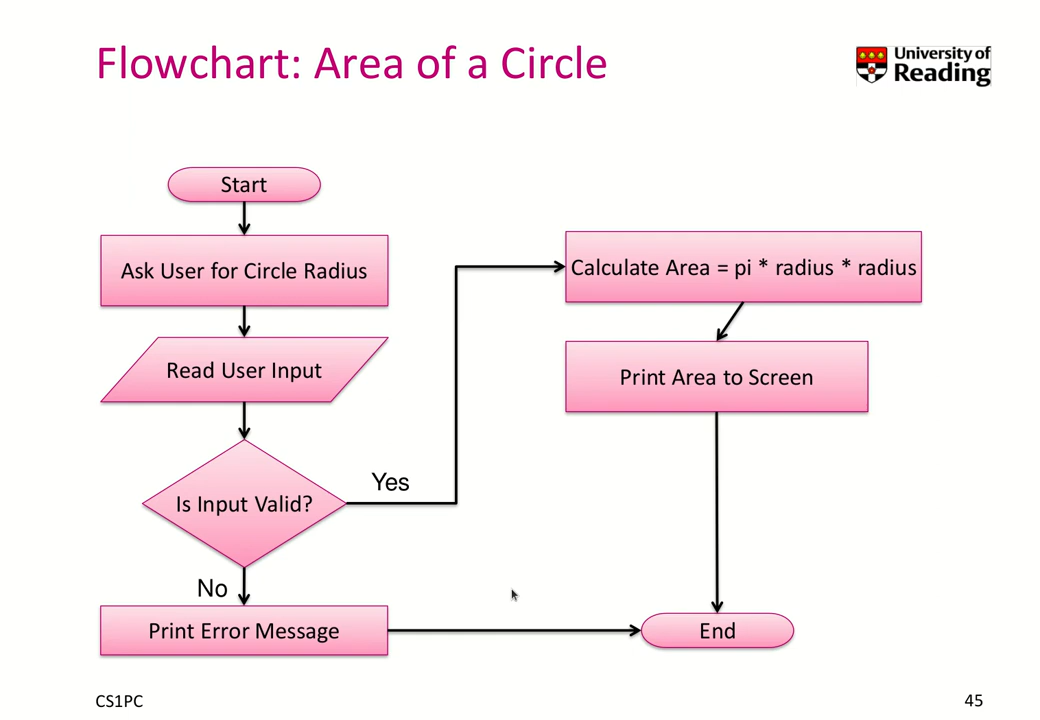 Flowchart: Area of a Circle
University of
Reading
Start
Ask User for Circle Radius
Read User Input
Is Input Valid?
Yes
No
Print Error Message
Calculate Area = pi * radius * radius
Print Area to Screen
End
CS1PC
45